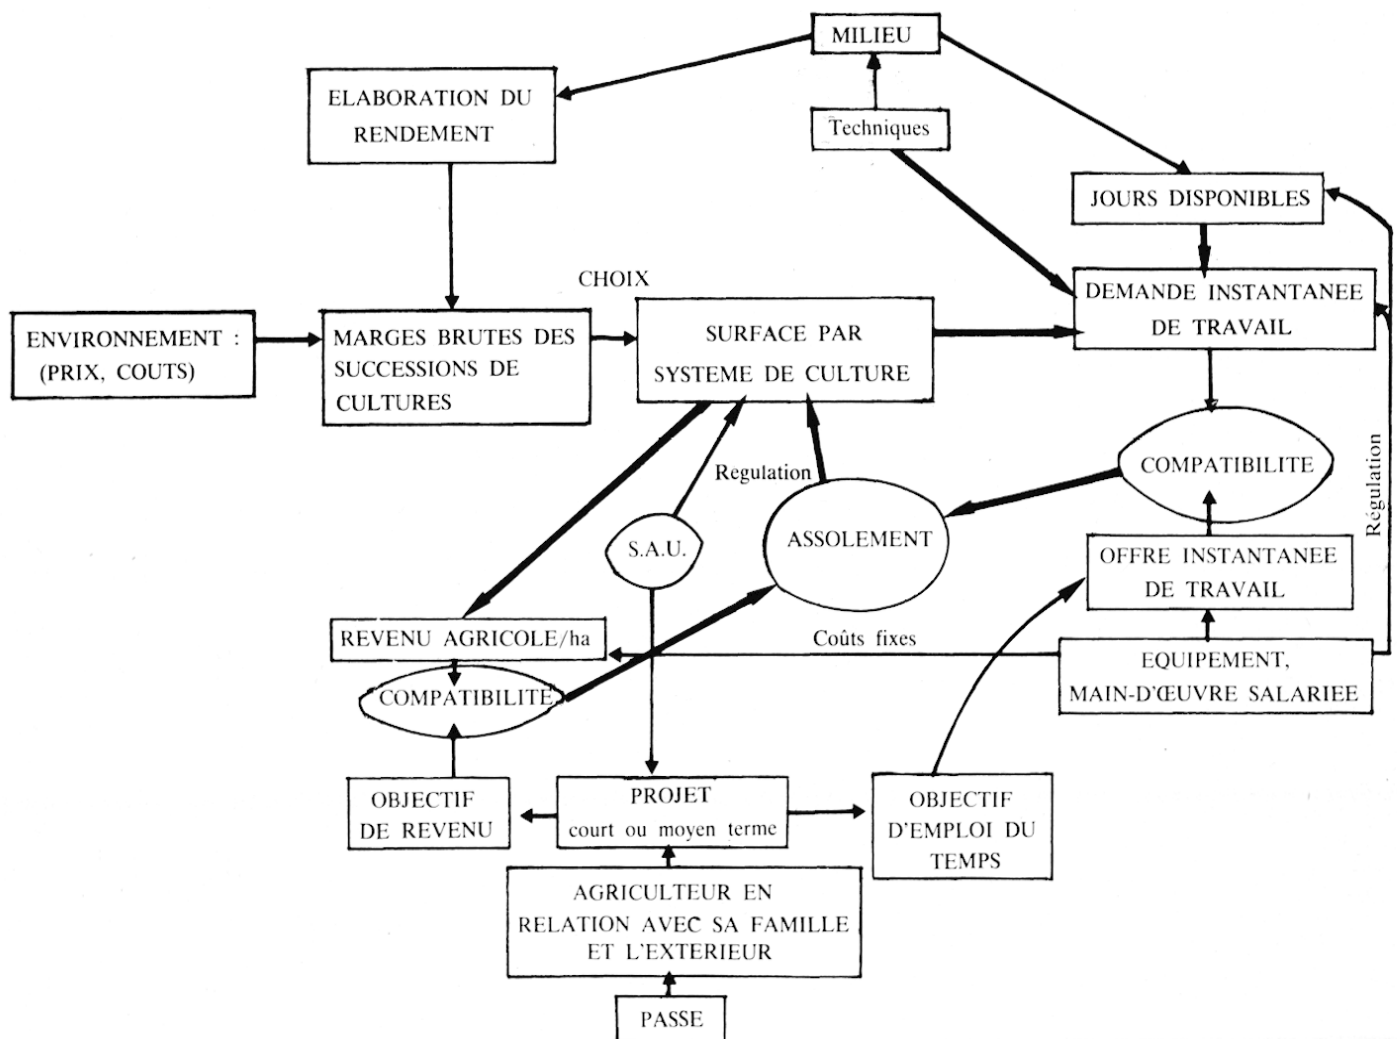 MILIEU
ELABORATION DU
RENDEMENT
Techniques
JOURS DISPONIBLES
CHOIX
DEMANDE INSTANTANEE
DE TRAVAIL
ENVIRONNEMENT :
(PRIX, COUTS)
MARGES BRUTES DES
SUCCESSIONS DE
CULTURES
SURFACE PAR
SYSTEME DE CULTURE
Regulation
COMPATIBILITE
Régulation
S.A.U.
ASSOLEMENT
OFFRE INSTANTANEE
DE TRAVAIL
REVENU AGRICOLE/ha
Coûts fixes
EQUIPEMENT,
MAIN-D'ŒUVRE SALARIEE
COMPATIBILITE
OBJECTIF
DE REVENU
PROJET
court ou moyen terme
OBJECTIF
D'EMPLOI DU
TEMPS
AGRICULTEUR EN
RELATION AVEC SA FAMILLE
ET L'EXTERIEUR
PASSE